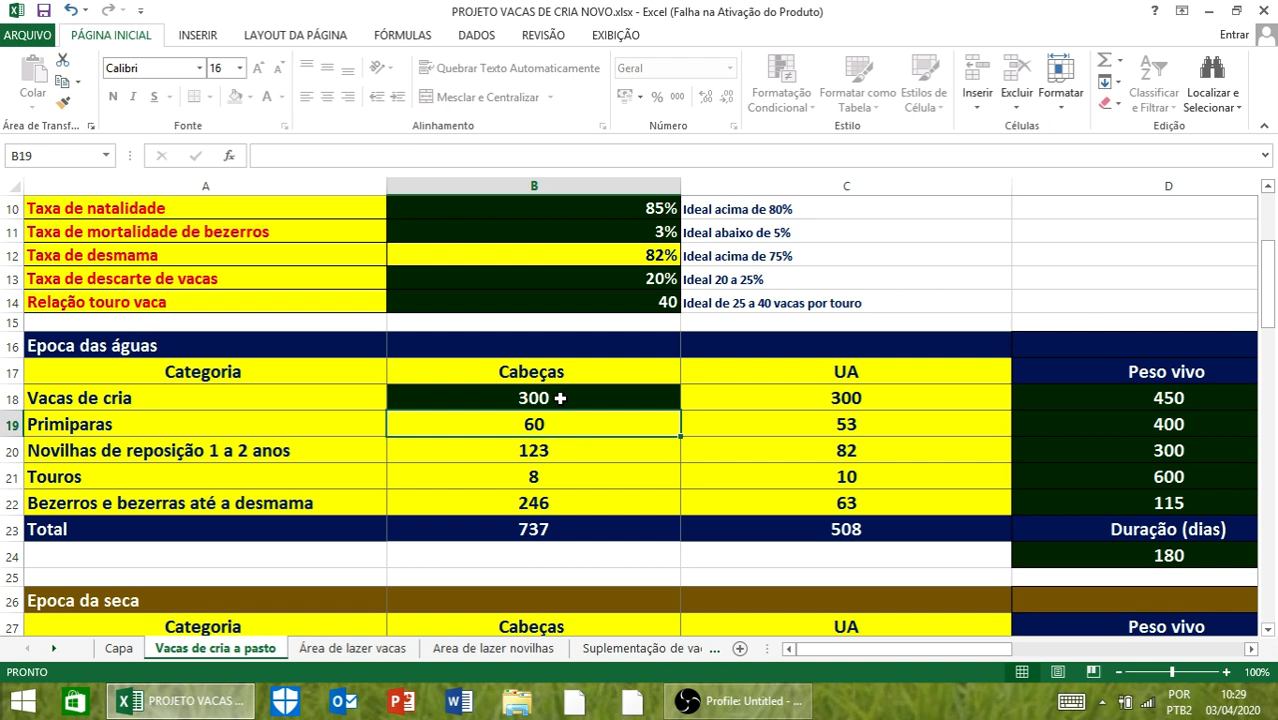 PROJETO VACAS DE CRIA NOVO.xlsx - Excel (Falha na Ativação do Produto)
ARQUIVO PÁGINA INICIAL INSERIR LAYOUT DA PÁGINA FÓRMULAS DADOS REVISÃO EXIBIÇÃO Entrar
Colar
Área de Transf...
Calibri 16
N I S
Fonte
Quebrar Texto Automaticamente
Mesclar e Centralizar
Alinhamento
Geral
% 000
Número
Formatação Condicional
Formatar como Tabela
Estilos de Célula
Estilo
Inserir Excluir Formatar
Células
Classificar e Filtrar
Localizar e Selecionar
Edição
B19 fx
A B C D
10 Taxa de natalidade 85% Ideal acima de 80%
11 Taxa de mortalidade de bezerros 3% Ideal abaixo de 5%
12 Taxa de desmama 82% Ideal acima de 75%
13 Taxa de descarte de vacas 20% Ideal 20 a 25%
14 Relação touro vaca 40 Ideal de 25 a 40 vacas por touro
15
16 Epoca das águas
17 Categoria Cabeças UA Peso vivo
18 Vacas de cria 300 300 450
19 Primiparas 60 53 400
20 Novilhas de reposição 1 a 2 anos 123 82 300
21 Touros 8 10 600
22 Bezerros e bezerras até a desmama 246 63 115
23 Total 737 508 Duração (dias)
24 180
25
26 Epoca da seca
27 Categoria Cabeças UA Peso vivo
Capa Vacas de cria a pasto Área de lazer vacas Area de lazer novilhas Suplementação de va ...
PRONTO 100%
PROJETO VACAS ... Profile: Untitled - ... POR 10:29
PTB2 03/04/2020